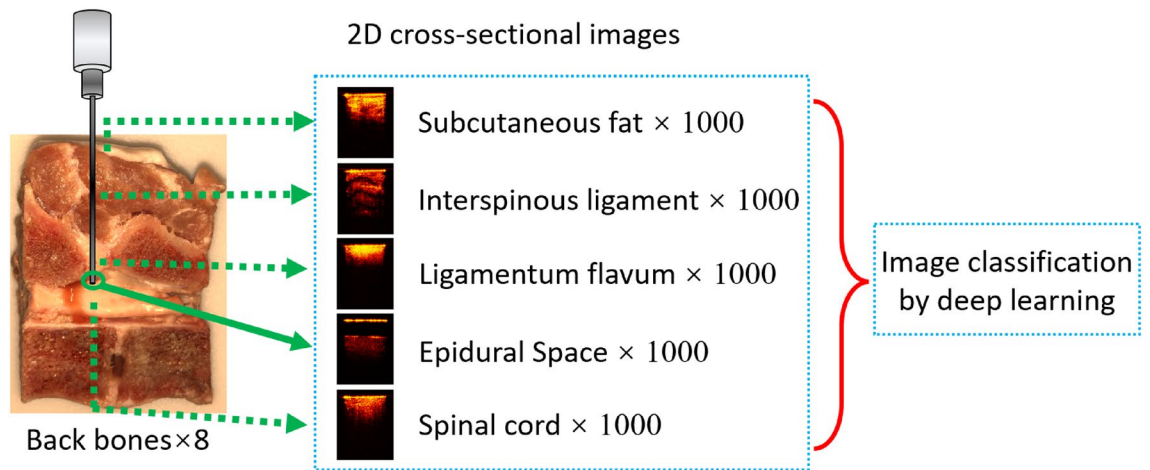 2D cross-sectional images
Subcutaneous fat × 1000
Interspinous ligament × 1000
Ligamentum flavum × 1000
Epidural Space × 1000
Spinal cord × 1000
Back bones×8
Image classification
by deep learning